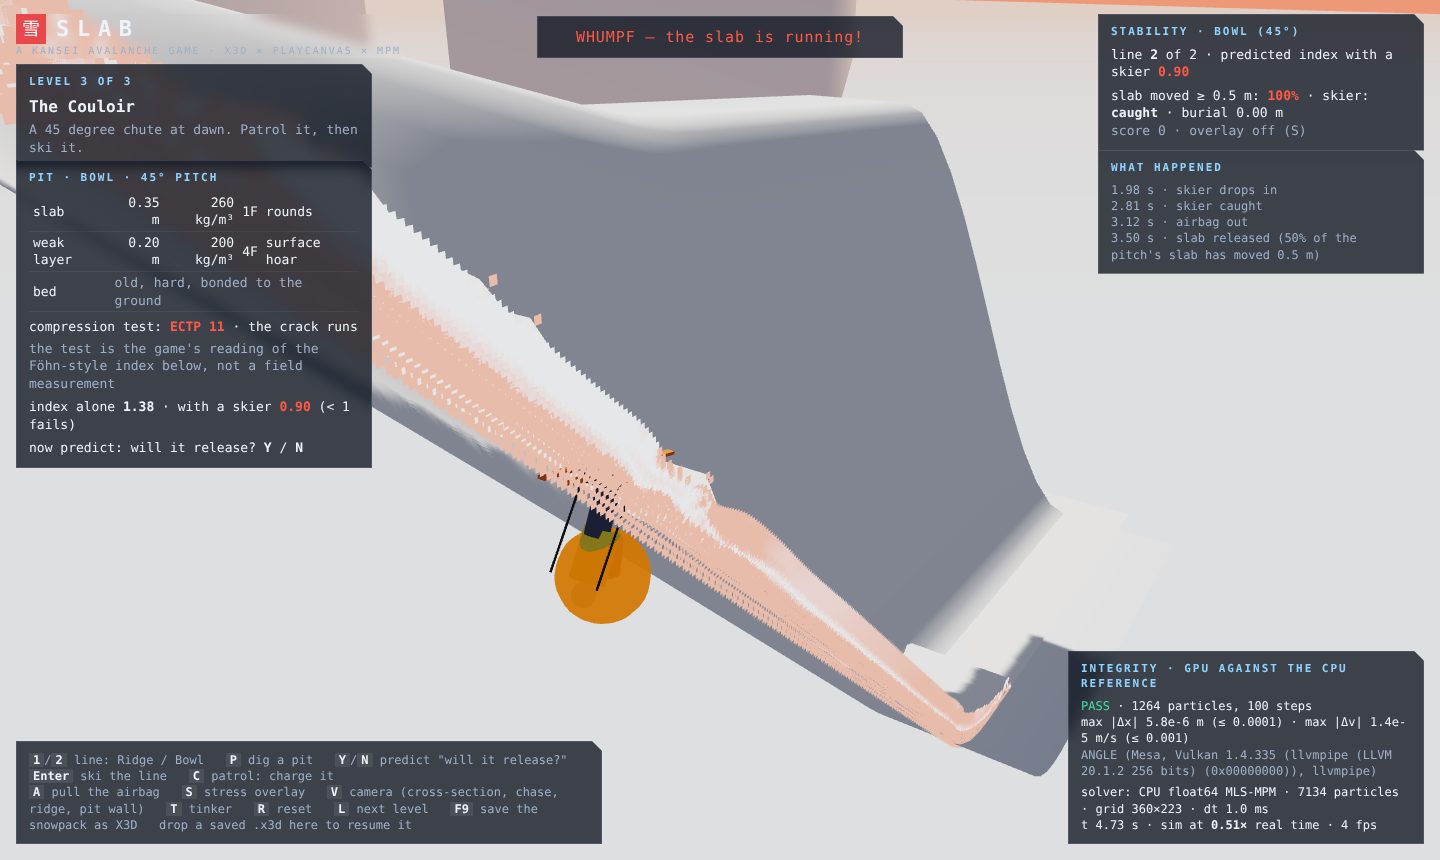 雪 SLAB
A KANSEI AVALANCHE GAME · X3D × PLAYCANVAS × MPM
LEVEL 3 OF 3
The Couloir
A 45 degree chute at dawn. Patrol it, then
ski it.
PIT · BOWL · 45° PITCH
slab 0.35 m 260 kg/m³ 1F rounds
weak layer 0.20 m 200 kg/m³ 4F surface hoar
bed old, hard, bonded to the
ground
compression test: ECTP 11 · the crack runs
the test is the game's reading of the
Föhn-style index below, not a field
measurement
index alone 1.38 · with a skier 0.90 (< 1
fails)
now predict: will it release? Y / N
WHUMPF — the slab is running!
STABILITY · BOWL (45°)
line 2 of 2 · predicted index with a
skier 0.90
slab moved ≥ 0.5 m: 100% · skier:
caught · burial 0.00 m
score 0 · overlay off (S)
WHAT HAPPENED
1.98 s · skier drops in
2.81 s · skier caught
3.12 s · airbag out
3.50 s · slab released (50% of the
pitch's slab has moved 0.5 m)
1/2 line: Ridge / Bowl P dig a pit Y/N predict "will it release?"
Enter ski the line C patrol: charge it
A pull the airbag S stress overlay V camera (cross-section, chase,
ridge, pit wall) T tinker R reset L next level F9 save the
snowpack as X3D drop a saved .x3d here to resume it
INTEGRITY · GPU AGAINST THE CPU
REFERENCE
PASS · 1264 particles, 100 steps
max |Δx| 5.8e-6 m (≤ 0.0001) · max |Δv| 1.4e-
5 m/s (≤ 0.001)
ANGLE (Mesa, Vulkan 1.4.335 (llvmpipe (LLVM
20.1.2 256 bits) (0x00000000)), llvmpipe)
solver: CPU float64 MLS-MPM · 7134 particles
· grid 360×223 · dt 1.0 ms
t 4.73 s · sim at 0.51× real time · 4 fps